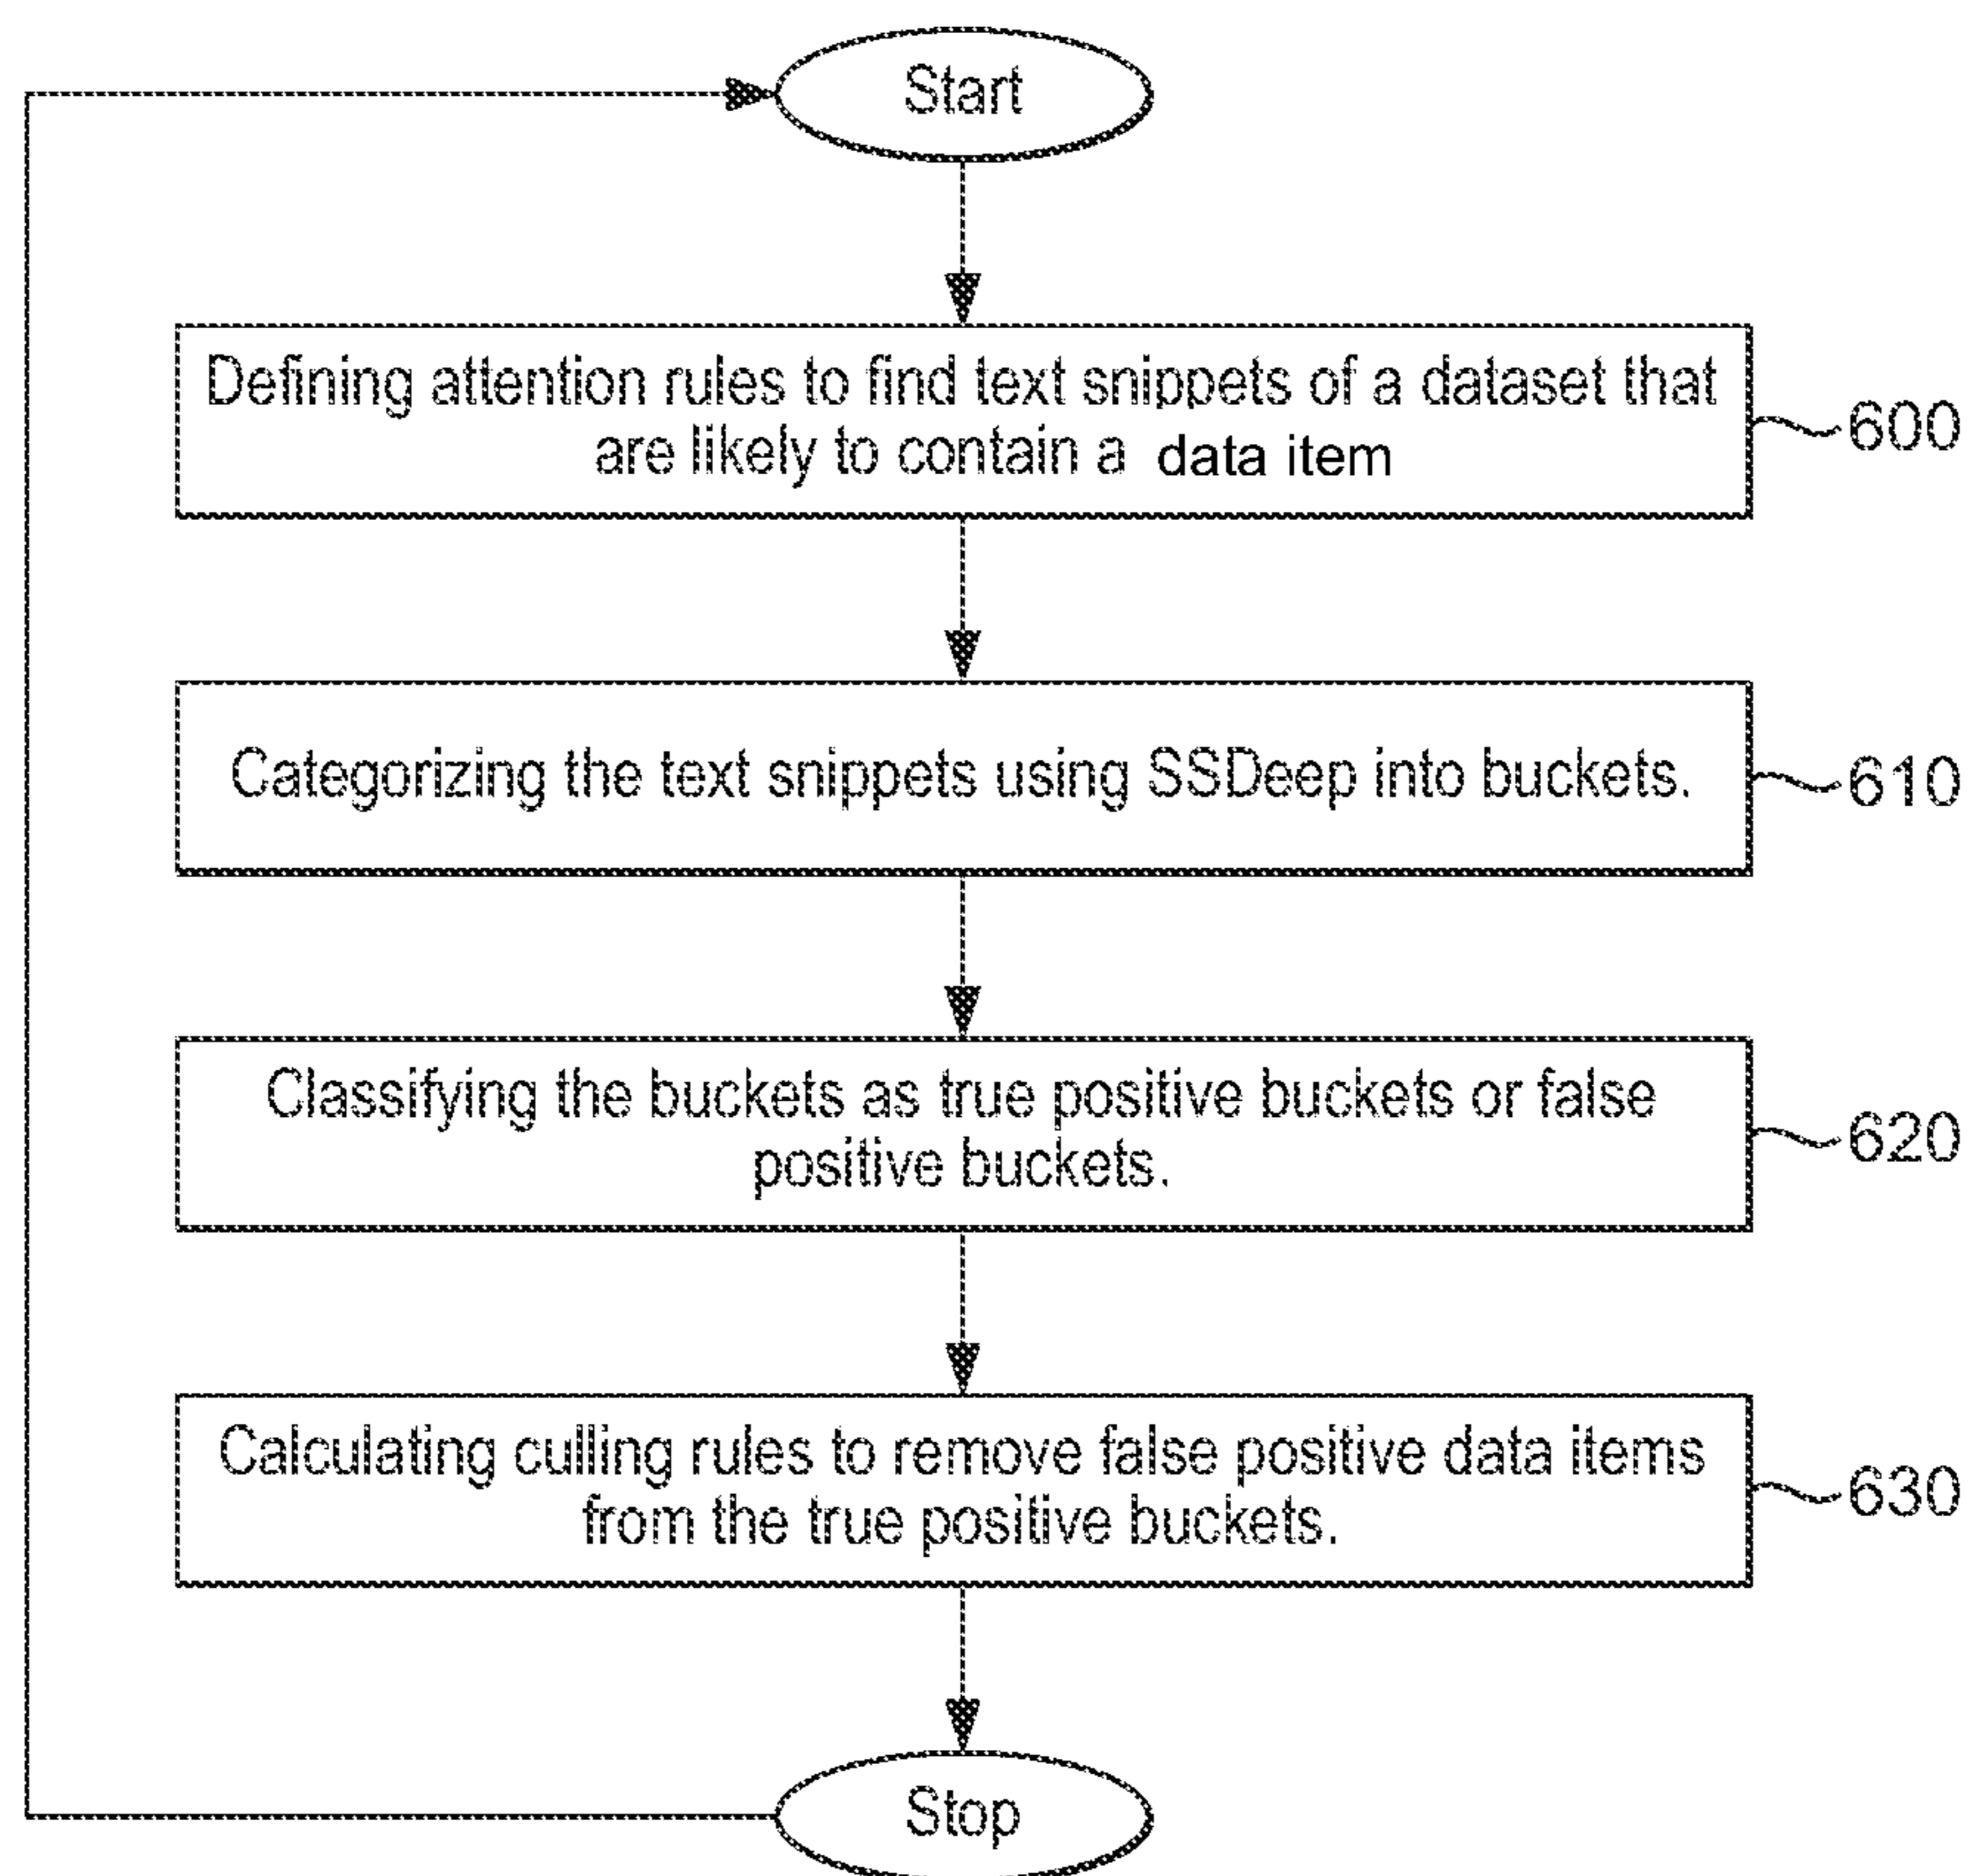 Start
Defining attention rules to find text snippets of a dataset that
are likely to contain a data item
600
Categorizing the text snippets using SSDeep into buckets.
610
Classifying the buckets as true positive buckets or false
positive buckets.
620
Calculating culling rules to remove false positive data items
from the true positive buckets.
630
Stop